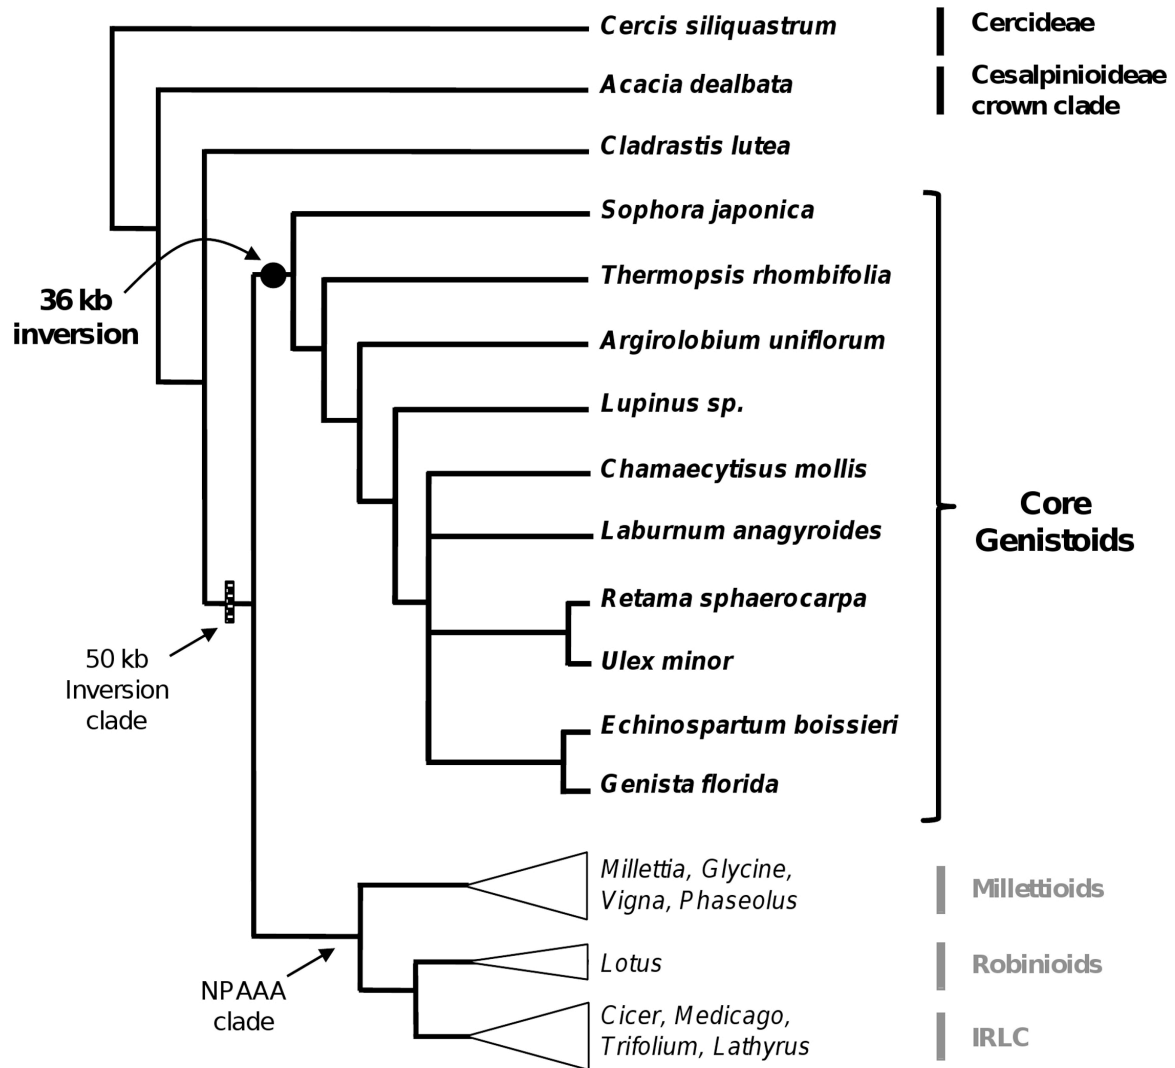 Cercis siliquastrum
Cercideae
Acacia dealbata
Cesalpinioideae
crown clade
Cladrastis lutea
Sophora japonica
36 kb
inversion
Thermopsis rhombifolia
Argirolobium uniflorum
Lupinus sp.
Chamaecytisus mollis
Laburnum anagyroides
Core
Genistoids
Retama sphaerocarpa
Ulex minor
50 kb
Inversion
clade
Echinospartum boissieri
Genista florida
Millettia, Glycine,
Vigna, Phaseolus
Millettioids
Lotus
Robinioids
NPAAA
clade
Cicer, Medicago,
Trifolium, Lathyrus
IRLC